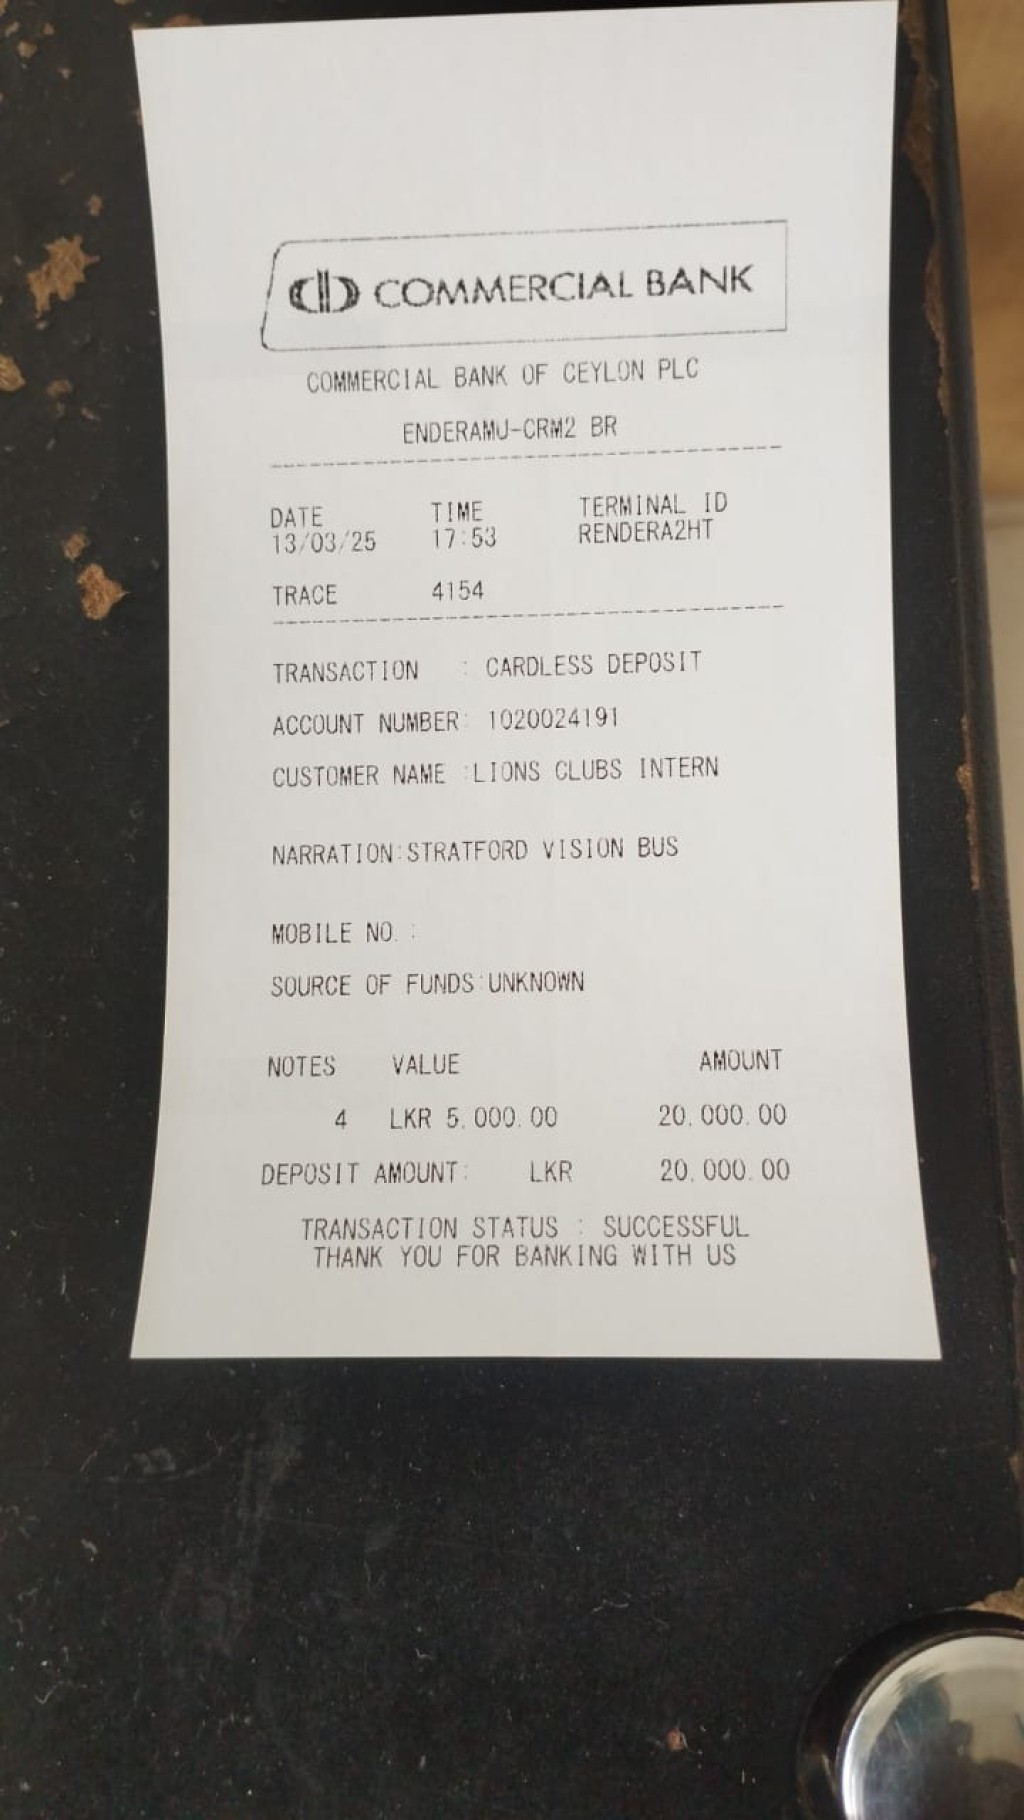 COMMERCIAL BANK
COMMERCIAL BANK OF CEYLON PLC
ENDERAMU-CRM2 BR
DATE TIME TERMINAL ID
13/03/25 17:53 RENDERA2HT
TRACE 4154
TRANSACTION : CARDLESS DEPOSIT
ACCOUNT NUMBER: 1020024191
CUSTOMER NAME :LIONS CLUBS INTERN
NARRATION:STRATFORD VISION BUS
MOBILE NO. :
SOURCE OF FUNDS:UNKNOWN
NOTES VALUE AMOUNT
4 LKR 5,000.00 20,000.00
DEPOSIT AMOUNT: LKR 20,000.00
TRANSACTION STATUS : SUCCESSFUL
THANK YOU FOR BANKING WITH US